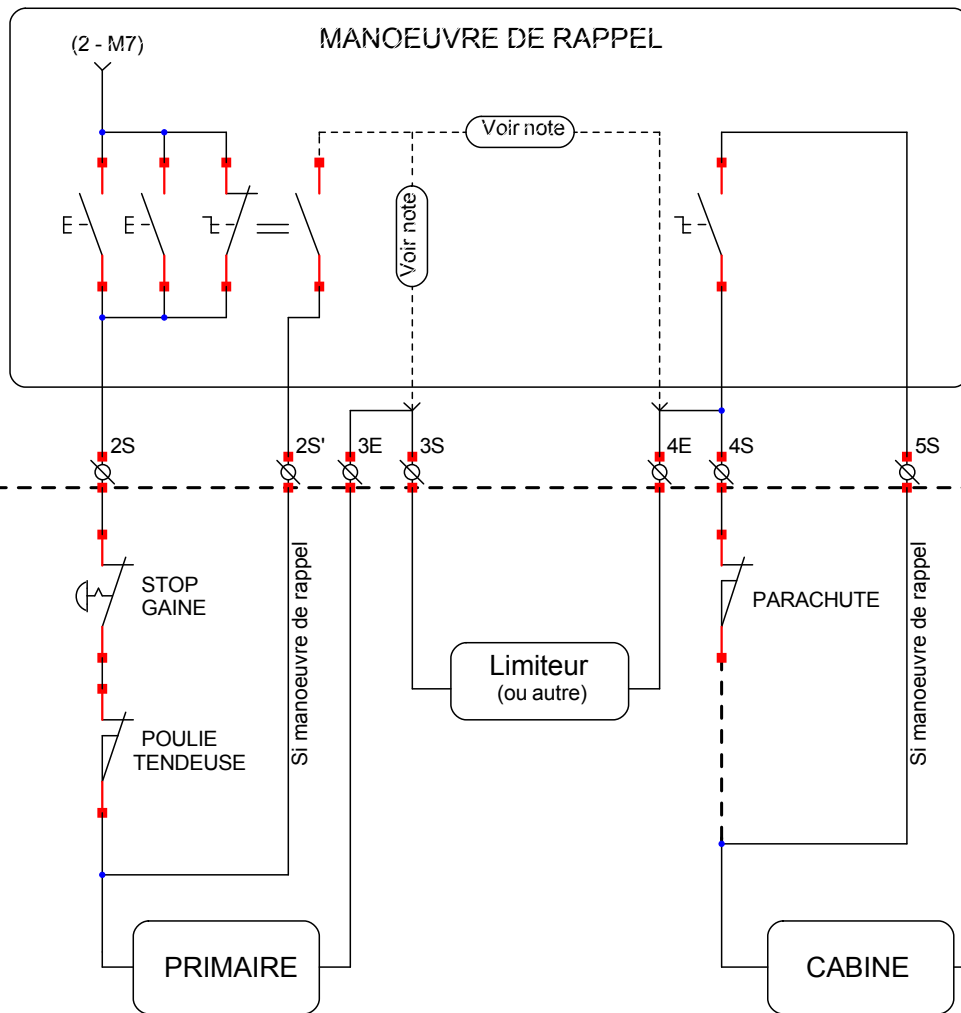 MANOEUVRE DE RAPPEL
(2 - M7)
Voir note
Voir note
2S
2S'
3E
3S
4E
4S
5S
STOP
GAINE
POULIE
TENDEUSE
Si manoeuvre de rappel
Limiteur
(ou autre)
PARACHUTE
Si manoeuvre de rappel
PRIMAIRE
CABINE